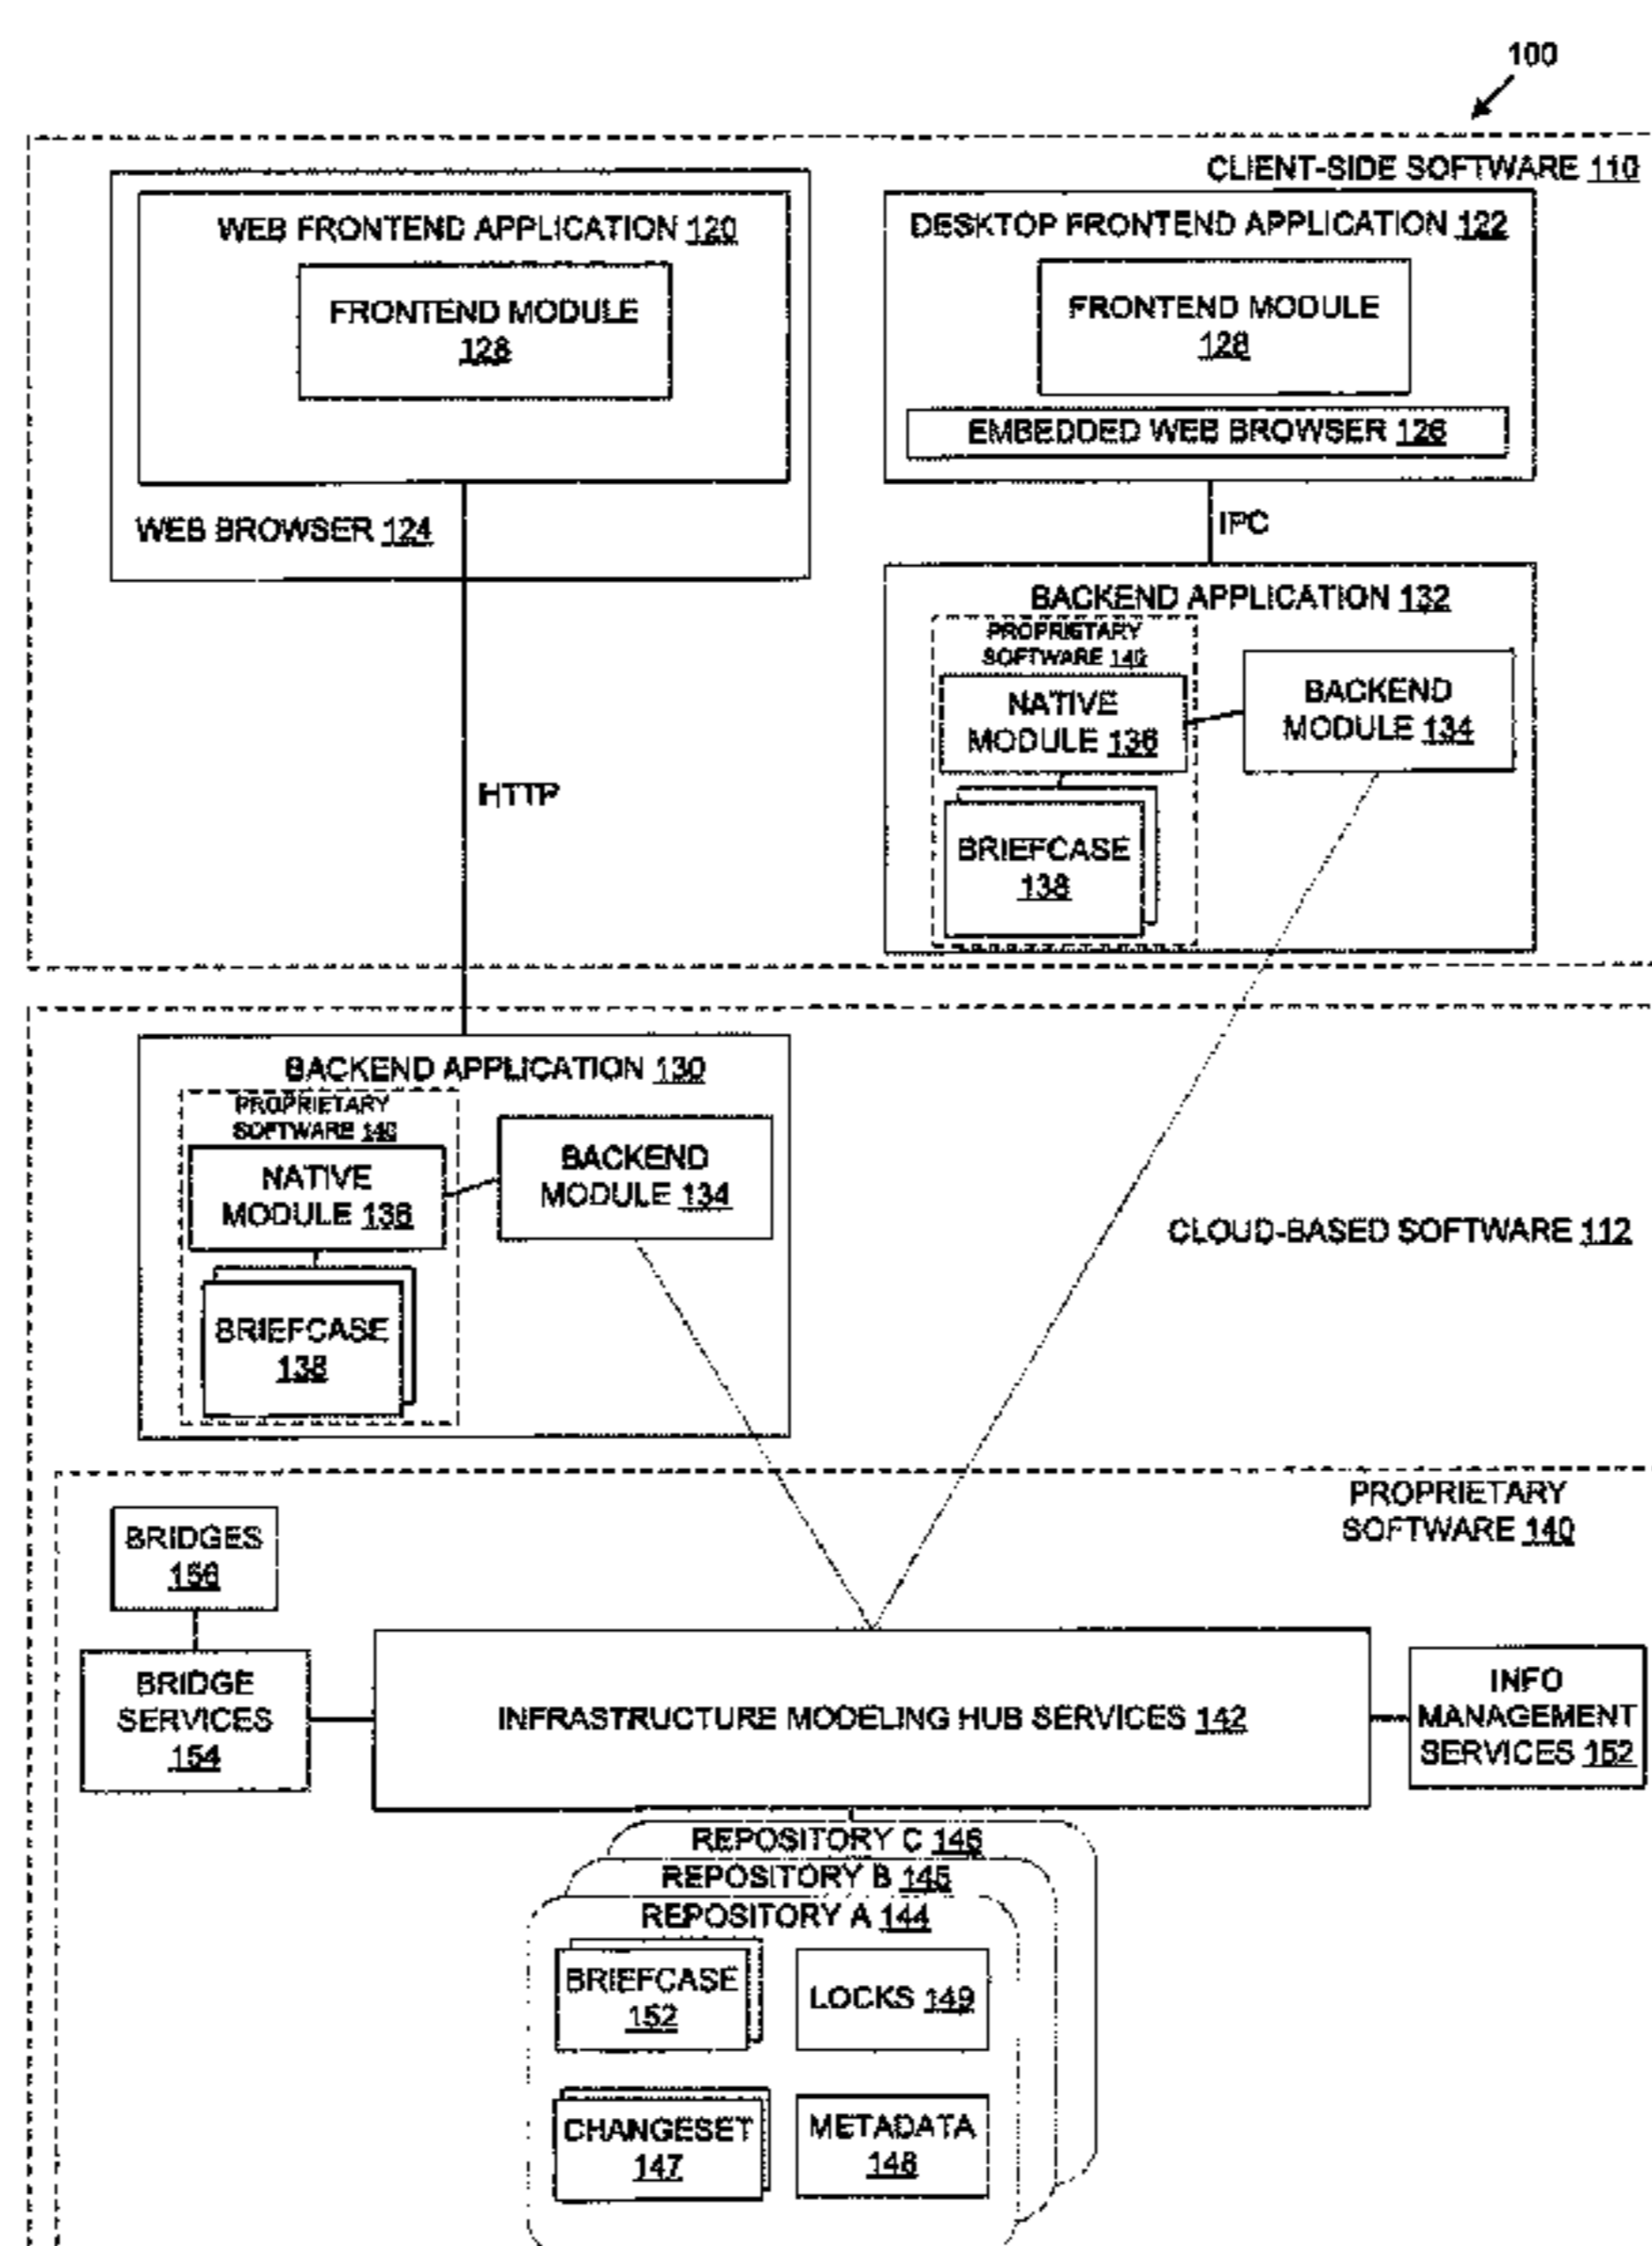 100
CLIENT-SIDE SOFTWARE 110
WEB FRONTEND APPLICATION 120
FRONTEND MODULE
128
WEB BROWSER 124
DESKTOP FRONTEND APPLICATION 122
FRONTEND MODULE
128
EMBEDDED WEB BROWSER 126
IPC
HTTP
BACKEND APPLICATION 132
PROPRIETARY
SOFTWARE 140
NATIVE
MODULE 136
BACKEND
MODULE 134
BRIEFCASE
138
BACKEND APPLICATION 130
PROPRIETARY
SOFTWARE 140
NATIVE
MODULE 136
BACKEND
MODULE 134
BRIEFCASE
138
CLOUD-BASED SOFTWARE 112
PROPRIETARY
SOFTWARE 140
BRIDGES
156
BRIDGE
SERVICES
154
INFRASTRUCTURE MODELING HUB SERVICES 142
INFO
MANAGEMENT
SERVICES 152
REPOSITORY C 146
REPOSITORY B 145
REPOSITORY A 144
BRIEFCASE
152
LOCKS 149
CHANGESET
147
METADATA
148